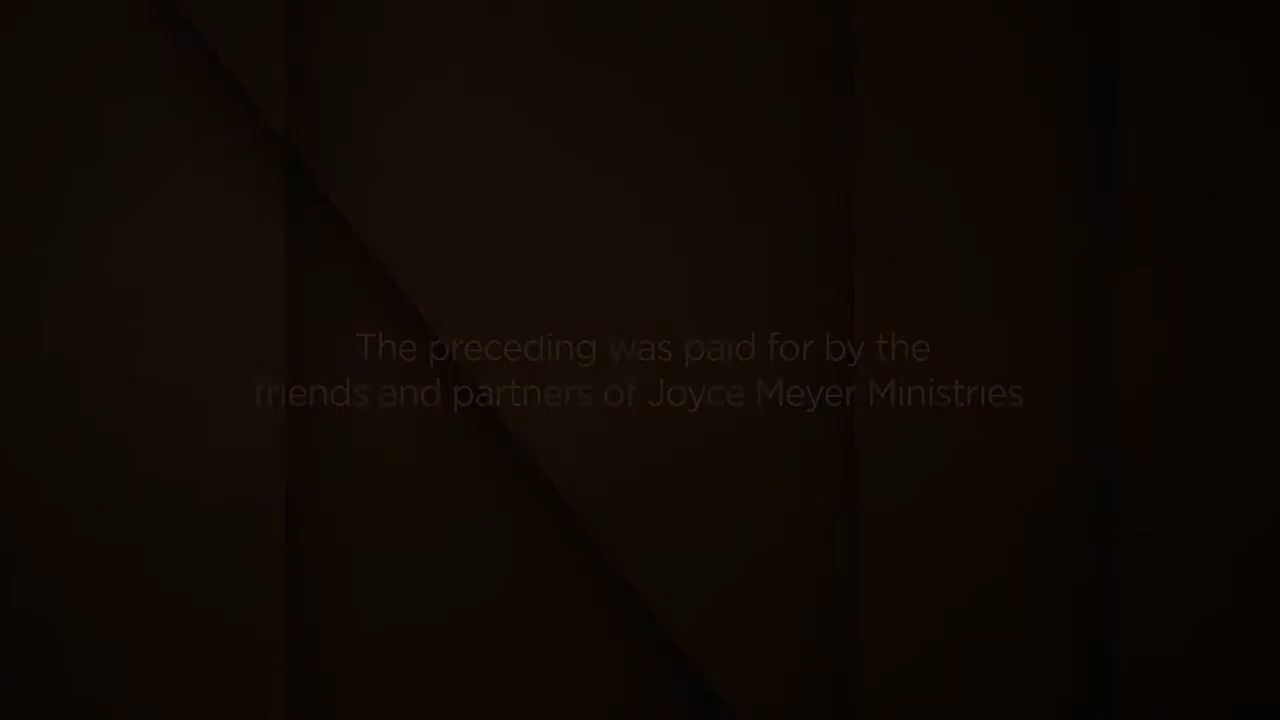 The preceding was paid for by the
friends and partners of Joyce Meyer Ministries